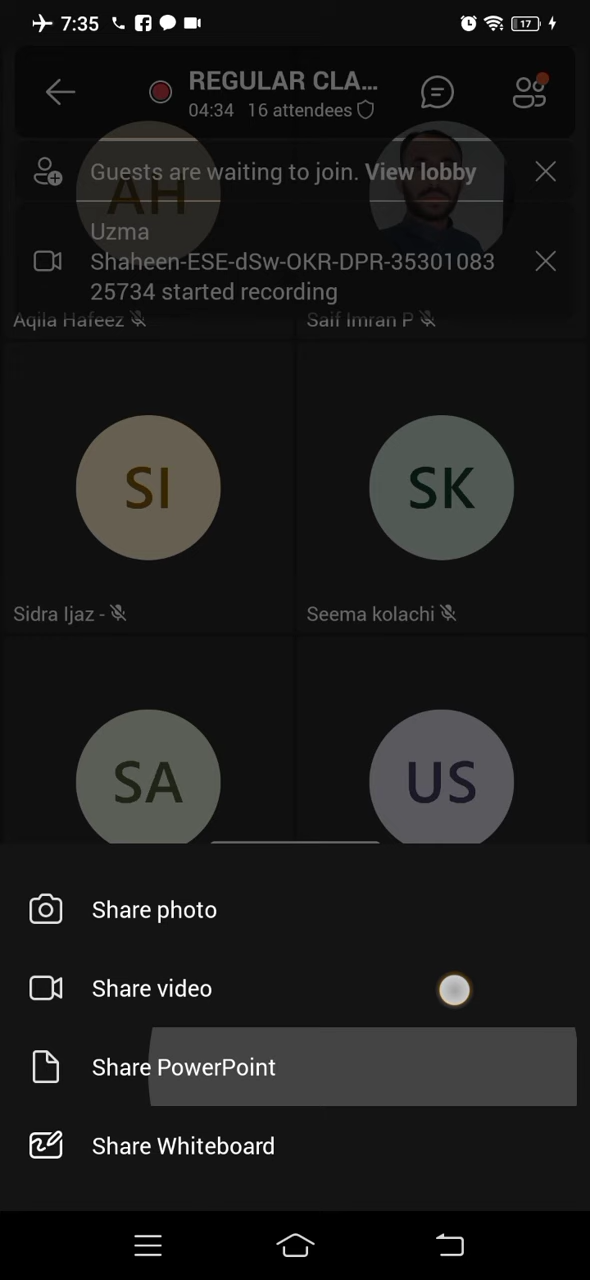 7:35
17
REGULAR CLA...
04:34 16 attendees
Guests are waiting to join. View lobby
AH
Uzma
Shaheen-ESE-dSw-OKR-DPR-35301083
25734 started recording
Aqila Hafeez
Saif Imran P
SI
SK
Sidra Ijaz -
Seema kolachi
SA
US
Share photo
Share video
Share PowerPoint
Share Whiteboard